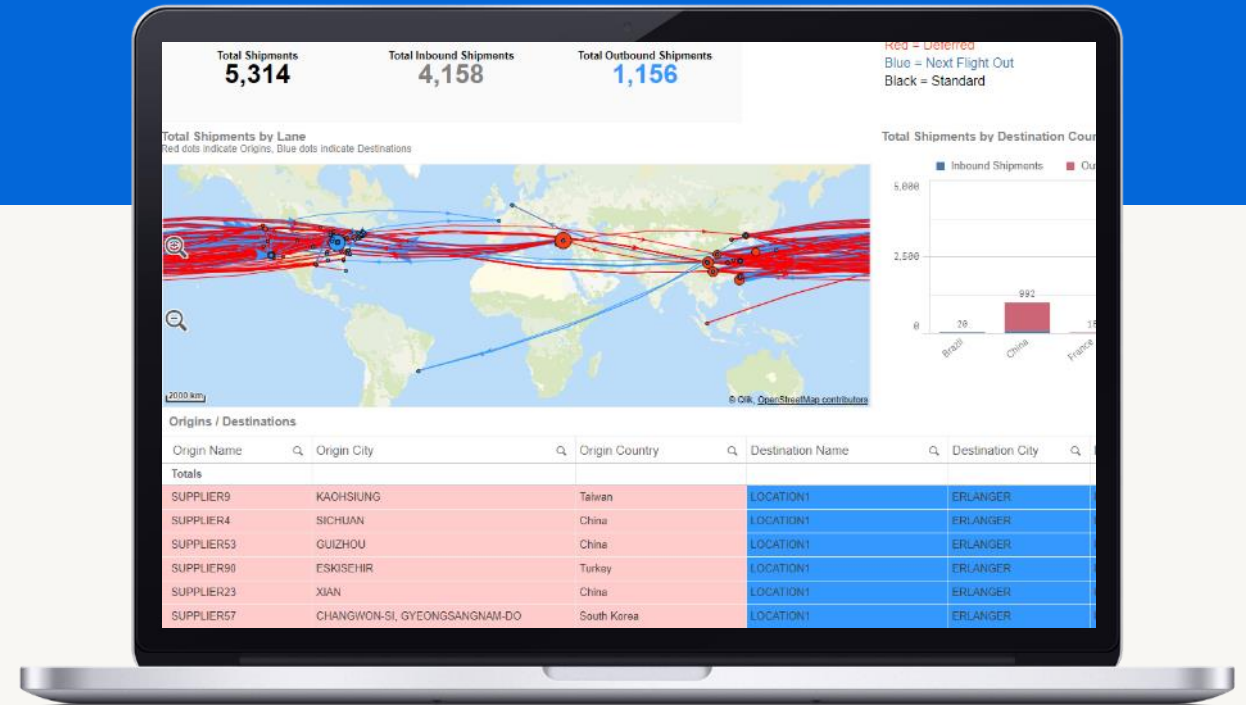 Total Shipments
5,314
Total Inbound Shipments
4,158
Total Outbound Shipments
1,156
Red = Deferred
Blue = Next Flight Out
Black = Standard
Total Shipments by Lane
Red dots indicate Origins, Blue dots indicate Destinations
2000 km
© Qlik, OpenStreetMap contributors
Total Shipments by Destination Cour
Inbound Shipments
Ou
5,000
2,500
0
20
992
18
Brazil
China
France
Origins / Destinations
Origin Name Origin City Origin Country Destination Name Destination City
Totals
SUPPLIER9 KAOHSIUNG Taiwan LOCATION1 ERLANGER
SUPPLIER4 SICHUAN China LOCATION1 ERLANGER
SUPPLIER53 GUIZHOU China LOCATION1 ERLANGER
SUPPLIER90 ESKISEHIR Turkey LOCATION1 ERLANGER
SUPPLIER23 XIAN China LOCATION1 ERLANGER
SUPPLIER57 CHANGWON-SI, GYEONGSANGNAM-DO South Korea LOCATION1 ERLANGER